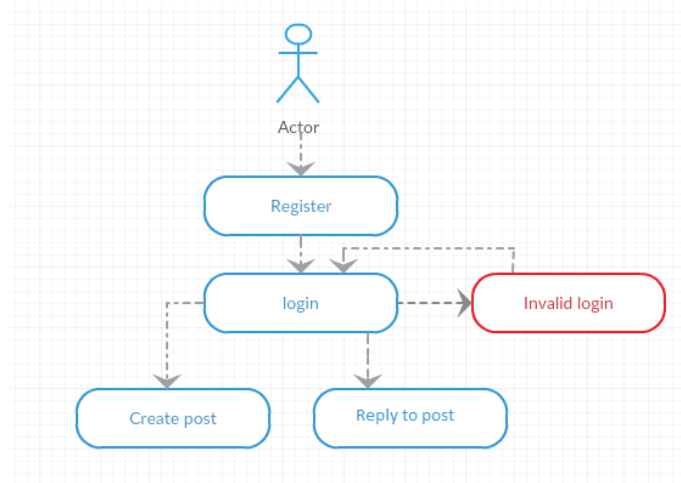 Actor
Register
login
Invalid login
Create post
Reply to post